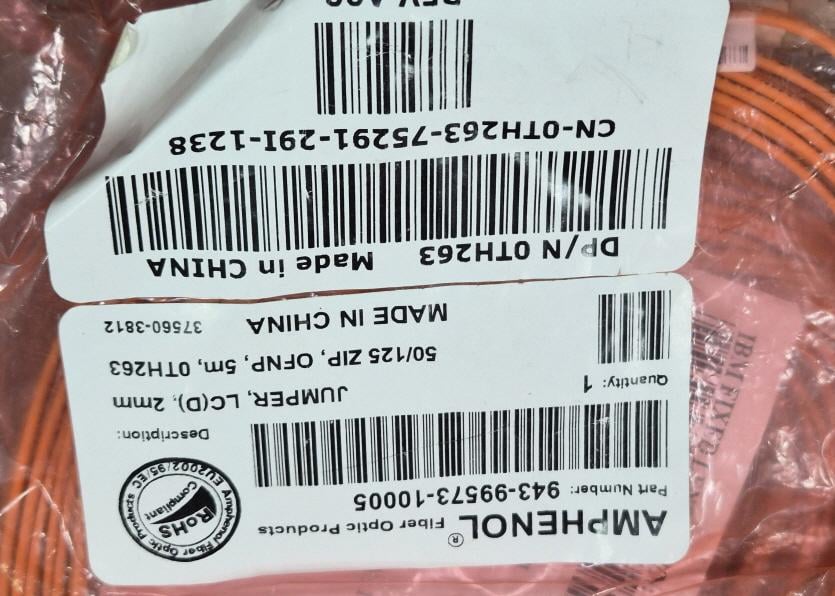 AMPHENOL® Fiber Optic Products
Part Number: 943-99573-10005
RoHS
Compliant
Amphenol Fiber Optic Products
EU2002/95/EC
Description:
JUMPER, LC(D), 2mm
Quantity: 1
50/125 ZIP, OFNP, 5m, 0TH263
MADE IN CHINA 37560-3812
DP/N 0TH263 Made in CHINA
CN-0TH263-75291-29I-1238
REV A00